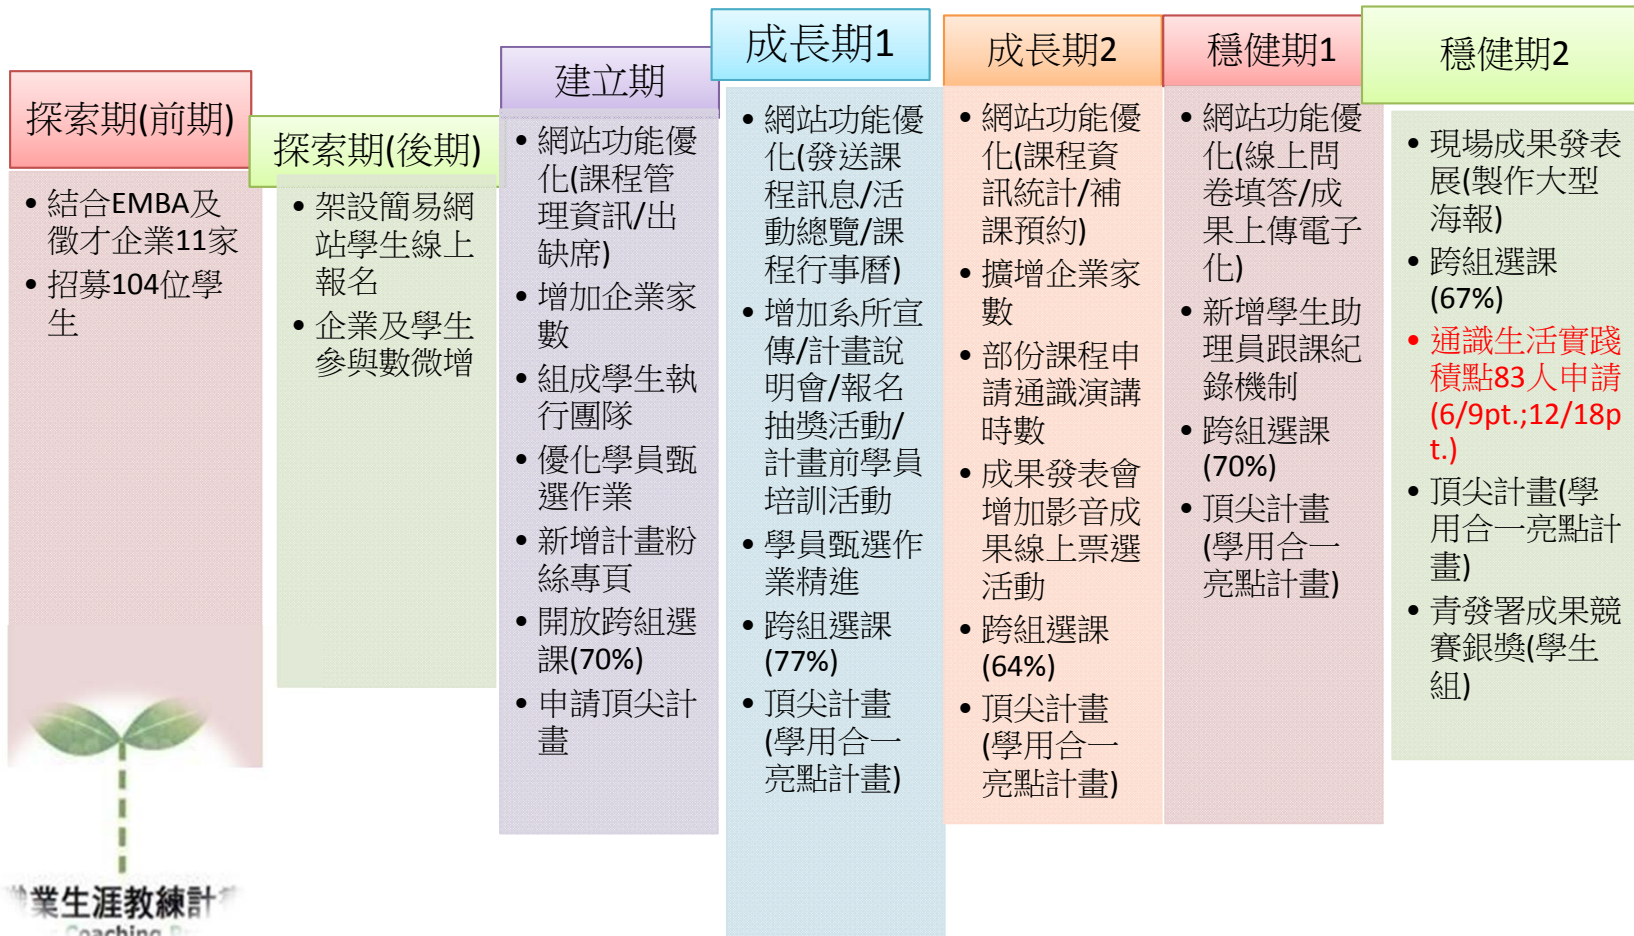 探索期(前期)
• 結合EMBA及
徵才企業11家
• 招募104位學
生
探索期(後期)
• 架設簡易網
站學生線上
報名
• 企業及學生
參與數微增
建立期
• 網站功能優
化(課程管
理資訊/出
缺席)
• 增加企業家
數
• 組成學生執
行團隊
• 優化學員甄
選作業
• 新增計畫粉
絲專頁
• 開放跨組選
課(70%)
• 申請頂尖計
畫
成長期1
• 網站功能優
化(發送課
程訊息/活
動總覽/課
程行事曆)
• 增加系所宣
傳/計畫說
明會/報名
抽獎活動/
計畫前學員
培訓活動
• 學員甄選作
業精進
• 跨組選課
(77%)
• 頂尖計畫
(學用合一
亮點計畫)
成長期2
• 網站功能優
化(課程資
訊統計/補
課預約)
• 擴增企業家
數
• 部份課程申
請通識演講
時數
• 成果發表會
增加影音成
果線上票選
活動
• 跨組選課
(64%)
• 頂尖計畫
(學用合一
亮點計畫)
穩健期1
• 網站功能優
化(線上問
卷填答/成
果上傳電子
化)
• 新增學生助
理員跟課紀
錄機制
• 跨組選課
(70%)
• 頂尖計畫
(學用合一
亮點計畫)
穩健期2
• 現場成果發表
展(製作大型
海報)
• 跨組選課
(67%)
• 通識生活實踐
積點83人申請
(6/9pt.;12/18p
t.)
• 頂尖計畫(學
用合一亮點計
畫)
• 青發署成果競
賽銀獎(學生
組)
業生涯教練計
Coaching